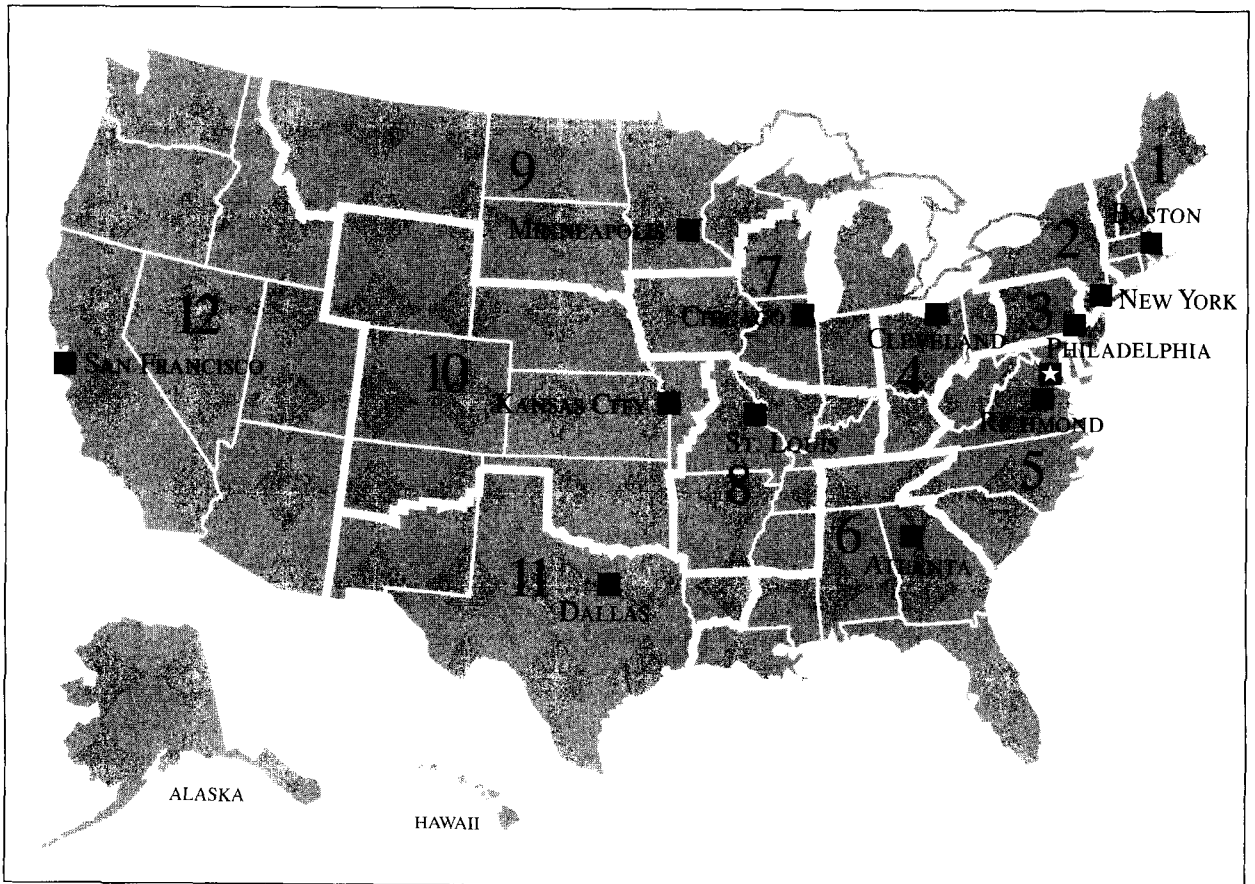 1
9
BOSTON
MINNEAPOLIS
2
7
NEW YORK
12
CHICAGO
3
CLEVELAND
PHILADELPHIA
SAN FRANCISCO
10
4
KANSAS CITY
RICHMOND
ST. LOUIS
8
5
6
ATLANTA
11
DALLAS
ALASKA
HAWAII